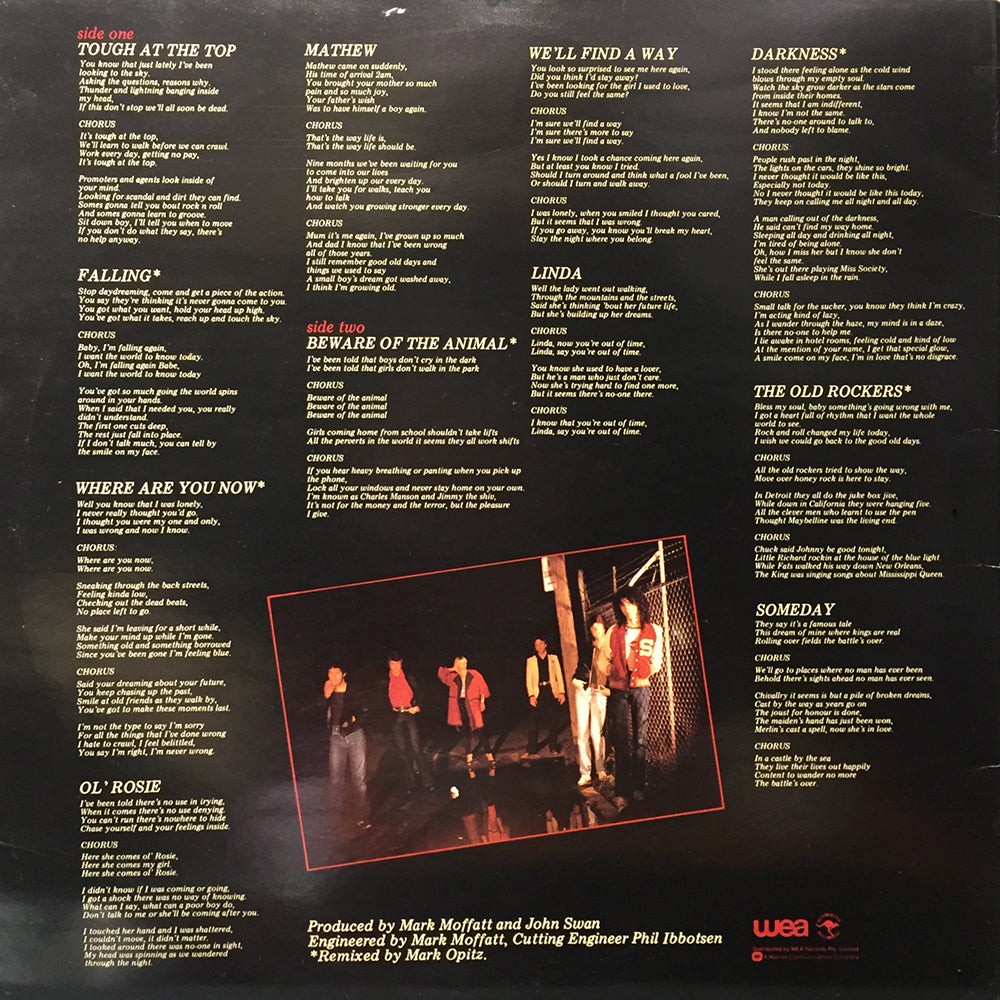 side one
TOUGH AT THE TOP
You know that just lately I've been
looking to the sky.
Asking the questions, reasons why.
Thunder and lightning banging inside
my head,
If this don't stop we'll all soon be dead.
CHORUS
It's tough at the top,
We'll learn to walk before we can crawl.
Work every day, getting no pay,
It's tough at the top.
Promoters and agents look inside of
your mind.
Looking for scandal and dirt they can find.
Somes gonna tell you bout rock n roll
And somes gonna learn to groove.
Sit down boy, I'll tell you when to move
If you don't do what they say, there's
no help anyway.
FALLING*
Stop daydreaming, come and get a piece of the action.
You say they're thinking it's never gonna come to you.
You got what you want, hold your head up high.
You've got what it takes, reach up and touch the sky.
CHORUS
Baby, I'm falling again,
I want the world to know today.
Oh, I'm falling again Babe,
I want the world to know today
You've got so much going the world spins
around in your hands.
When I said that I needed you, you really
didn't understand.
The first one cuts deep,
The rest just fall into place.
If I don't talk much, you can tell by
the smile on my face.
WHERE ARE YOU NOW*
Well you know that I was lonely,
I never really thought you'd go.
I thought you were my one and only,
I was wrong and now I know.
CHORUS:
Where are you now,
Where are you now.
Sneaking through the back streets,
Feeling kinda low,
Checking out the dead beats,
No place left to go.
She said I'm leaving for a short while,
Make your mind up while I'm gone.
Something old and something borrowed
Since you've been gone I'm feeling blue.
CHORUS
Said your dreaming about your future,
You keep chasing up the past,
Smile at old friends as they walk by,
You've got to make these moments last.
I'm not the type to say I'm sorry
For all the things that I've done wrong
I hate to crawl, I feel belittled,
You say I'm right, I'm never wrong.
OL' ROSIE
I've been told there's no use in trying,
When it comes there's no use denying.
You can't run there's nowhere to hide
Chase yourself and your feelings inside.
CHORUS
Here she comes ol' Rosie,
Here she comes my girl.
Here she comes ol' Rosie.
I didn't know if I was coming or going,
I got a shock there was no way of knowing.
What can I say, what can a poor boy do,
Don't talk to me or she'll be coming after you.
I touched her hand and I was shattered,
I couldn't move, it didn't matter.
I looked around there was no-one in sight,
My head was spinning as we wandered
through the night.
MATHEW
Mathew came on suddenly,
His time of arrival 2am,
You brought your mother so much
pain and so much joy,
Your father's wish
Was to have himself a boy again.
CHORUS
That's the way life is,
That's the way life should be.
Nine months we've been waiting for you
to come into our lives
And brighten up our every day.
I'll take you for walks, teach you
how to talk
And watch you growing stronger every day.
CHORUS
Mum it's me again, I've grown up so much
And dad I know that I've been wrong
all of those years.
I still remember good old days and
things we used to say
A small boy's dream got washed away,
I think I'm growing old.
side two
BEWARE OF THE ANIMAL*
I've been told that boys don't cry in the dark
I've been told that girls don't walk in the park
CHORUS
Beware of the animal
Beware of the animal
Beware of the animal
Girls coming home from school shouldn't take lifts
All the perverts in the world it seems they all work shifts
CHORUS
If you hear heavy breathing or panting when you pick up
the phone,
Lock all your windows and never stay home on your own.
I'm known as Charles Manson and Jimmy the shiv,
It's not for the money and the terror, but the pleasure
I give.
WE'LL FIND A WAY
You look so surprised to see me here again,
Did you think I'd stay away?
I've been looking for the girl I used to love,
Do you still feel the same?
CHORUS
I'm sure we'll find a way
I'm sure there's more to say
I'm sure we'll find a way.
Yes I know I took a chance coming here again,
But at least you know I tried.
Should I turn around and think what a fool I've been,
Or should I turn and walk away.
CHORUS
I was lonely, when you smiled I thought you cared,
But it seems that I was wrong.
If you go away, you know you'll break my heart,
Stay the night where you belong.
LINDA
Well the lady went out walking,
Through the mountains and the streets,
Said she's thinking 'bout her future life,
But she's building up her dreams.
CHORUS
Linda, now you're out of time,
Linda, say you're out of time.
You know she used to have a lover,
But he's a man who just don't care.
Now she's trying hard to find one more,
But it seems there's no-one there.
CHORUS
I know that you're out of time,
Linda, say you're out of time.
DARKNESS*
I stood there feeling alone as the cold wind
blows through my empty soul.
Watch the sky grow darker as the stars come
from inside their homes.
It seems that I am indifferent,
I know I'm not the same.
There's no-one around to talk to,
And nobody left to blame.
CHORUS:
People rush past in the night,
The lights on the cars, they shine so bright.
I never thought it would be like this,
Especially not today.
No I never thought it would be like this today,
They keep on calling me all night and all day.
A man calling out of the darkness,
He said can't find my way home.
Sleeping all day and drinking all night,
I'm tired of being alone.
Oh, how I miss her but I know she don't
feel the same.
She's out there playing Miss Society,
While I fall asleep in the rain.
CHORUS
Small talk for the sucker, you know they think I'm crazy,
I'm acting kind of lazy,
As I wander through the haze, my mind is in a daze,
Is there no-one to help me.
I lie awake in hotel rooms, feeling cold and kind of low
At the mention of your name, I get that special glow,
A smile come on my face, I'm in love that's no disgrace.
THE OLD ROCKERS*
Bless my soul, baby something's going wrong with me,
I got a heart full of rhythm that I want the whole
world to see.
Rock and roll changed my life today,
I wish we could go back to the good old days.
CHORUS
All the old rockers tried to show the way,
Move over honey rock is here to stay.
In Detroit they all do the juke box jive,
While down in California they were hanging five.
All the clever men who learnt to use the pen
Thought Maybelline was the living end.
CHORUS
Chuck said Johnny be good tonight,
Little Richard rockin at the house of the blue light.
While Fats walked his way down New Orleans,
The King was singing songs about Mississippi Queen.
SOMEDAY
They say it's a famous tale
This dream of mine where kings are real
Rolling over fields the battle's over.
CHORUS
We'll go to places where no man has ever been
Behold there's sights ahead no man has ever seen.
Chivallry it seems is but a pile of broken dreams,
Cast by the way as years go on
The joust for honour is done,
The maiden's hand has just been won,
Merlin's cast a spell, now she's in love.
CHORUS
In a castle by the sea
They live their lives out happily
Content to wander no more
The battle's over.
S
Produced by Mark Moffatt and John Swan
Engineered by Mark Moffatt, Cutting Engineer Phil Ibbotsen
*Remixed by Mark Opitz.
wea
Distributed by WEA Records Pty. Limited
A Warner Communications Company